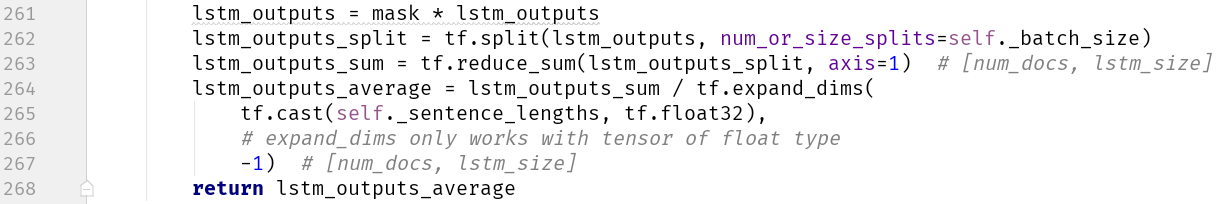 261 lstm_outputs = mask * lstm_outputs
262 lstm_outputs_split = tf.split(lstm_outputs, num_or_size_splits=self._batch_size)
263 lstm_outputs_sum = tf.reduce_sum(lstm_outputs_split, axis=1)  # [num_docs, lstm_size]
264 lstm_outputs_average = lstm_outputs_sum / tf.expand_dims(
265     tf.cast(self._sentence_lengths, tf.float32),
266     # expand_dims only works with tensor of float type
267     -1)  # [num_docs, lstm_size]
268 return lstm_outputs_average